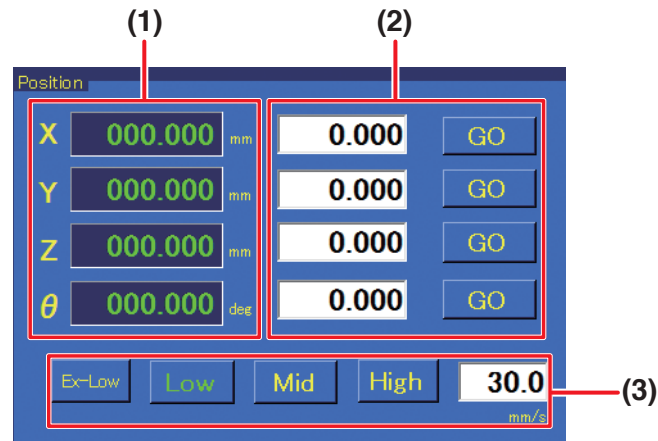 (1) (2)
Position
X 000.000 mm 0.000 GO
Y 000.000 mm 0.000 GO
Z 000.000 mm 0.000 GO
θ 000.000 deg 0.000 GO
Ex-Low Low Mid High 30.0 (3)
mm/s